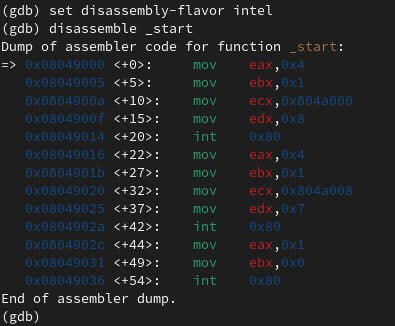 (gdb) set disassembly-flavor intel
(gdb) disassemble _start
Dump of assembler code for function _start:
=> 0x08049000 <+0>:     mov    eax,0x4
   0x08049005 <+5>:     mov    ebx,0x1
   0x0804900a <+10>:    mov    ecx,0x804a000
   0x0804900f <+15>:    mov    edx,0x8
   0x08049014 <+20>:    int    0x80
   0x08049016 <+22>:    mov    eax,0x4
   0x0804901b <+27>:    mov    ebx,0x1
   0x08049020 <+32>:    mov    ecx,0x804a008
   0x08049025 <+37>:    mov    edx,0x7
   0x0804902a <+42>:    int    0x80
   0x0804902c <+44>:    mov    eax,0x1
   0x08049031 <+49>:    mov    ebx,0x0
   0x08049036 <+54>:    int    0x80
End of assembler dump.
(gdb)